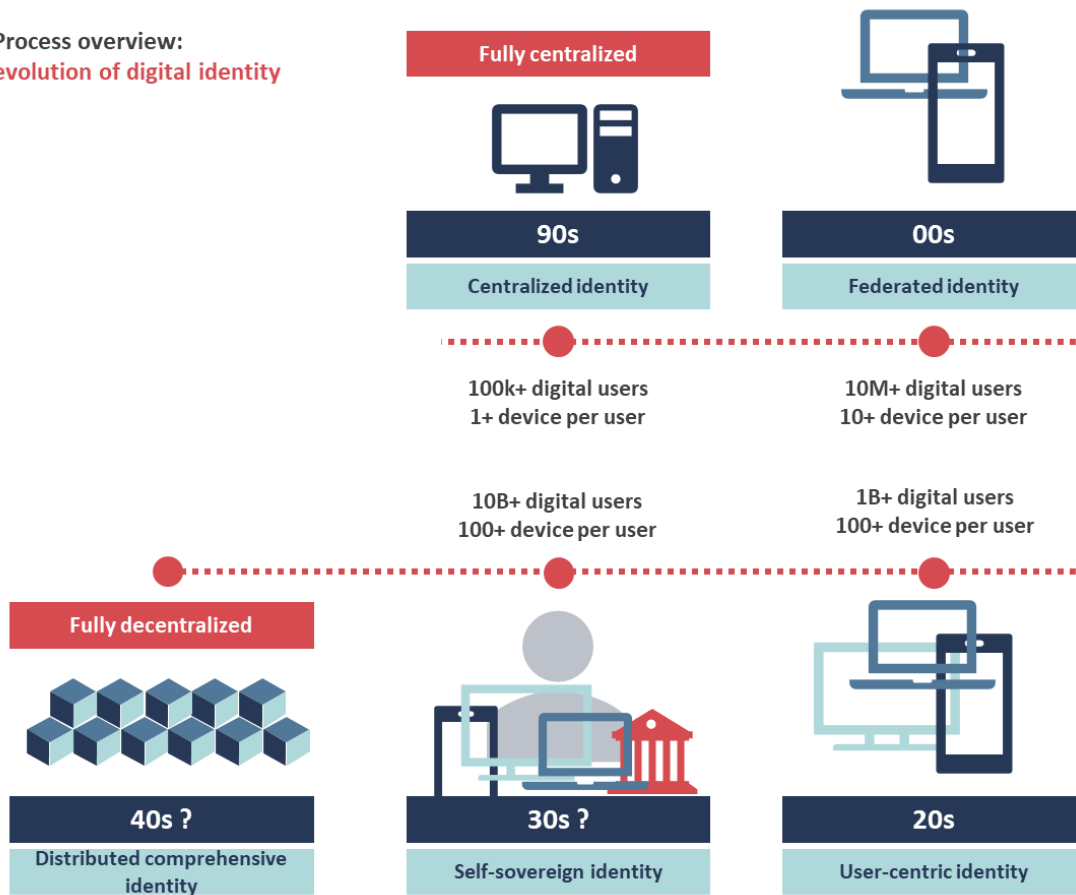 Process overview:
evolution of digital identity
Fully centralized
90s
Centralized identity
100k+ digital users
1+ device per user
00s
Federated identity
10M+ digital users
10+ device per user
1B+ digital users
100+ device per user
20s
User-centric identity
10B+ digital users
100+ device per user
30s ?
Self-sovereign identity
Fully decentralized
40s ?
Distributed comprehensive
identity